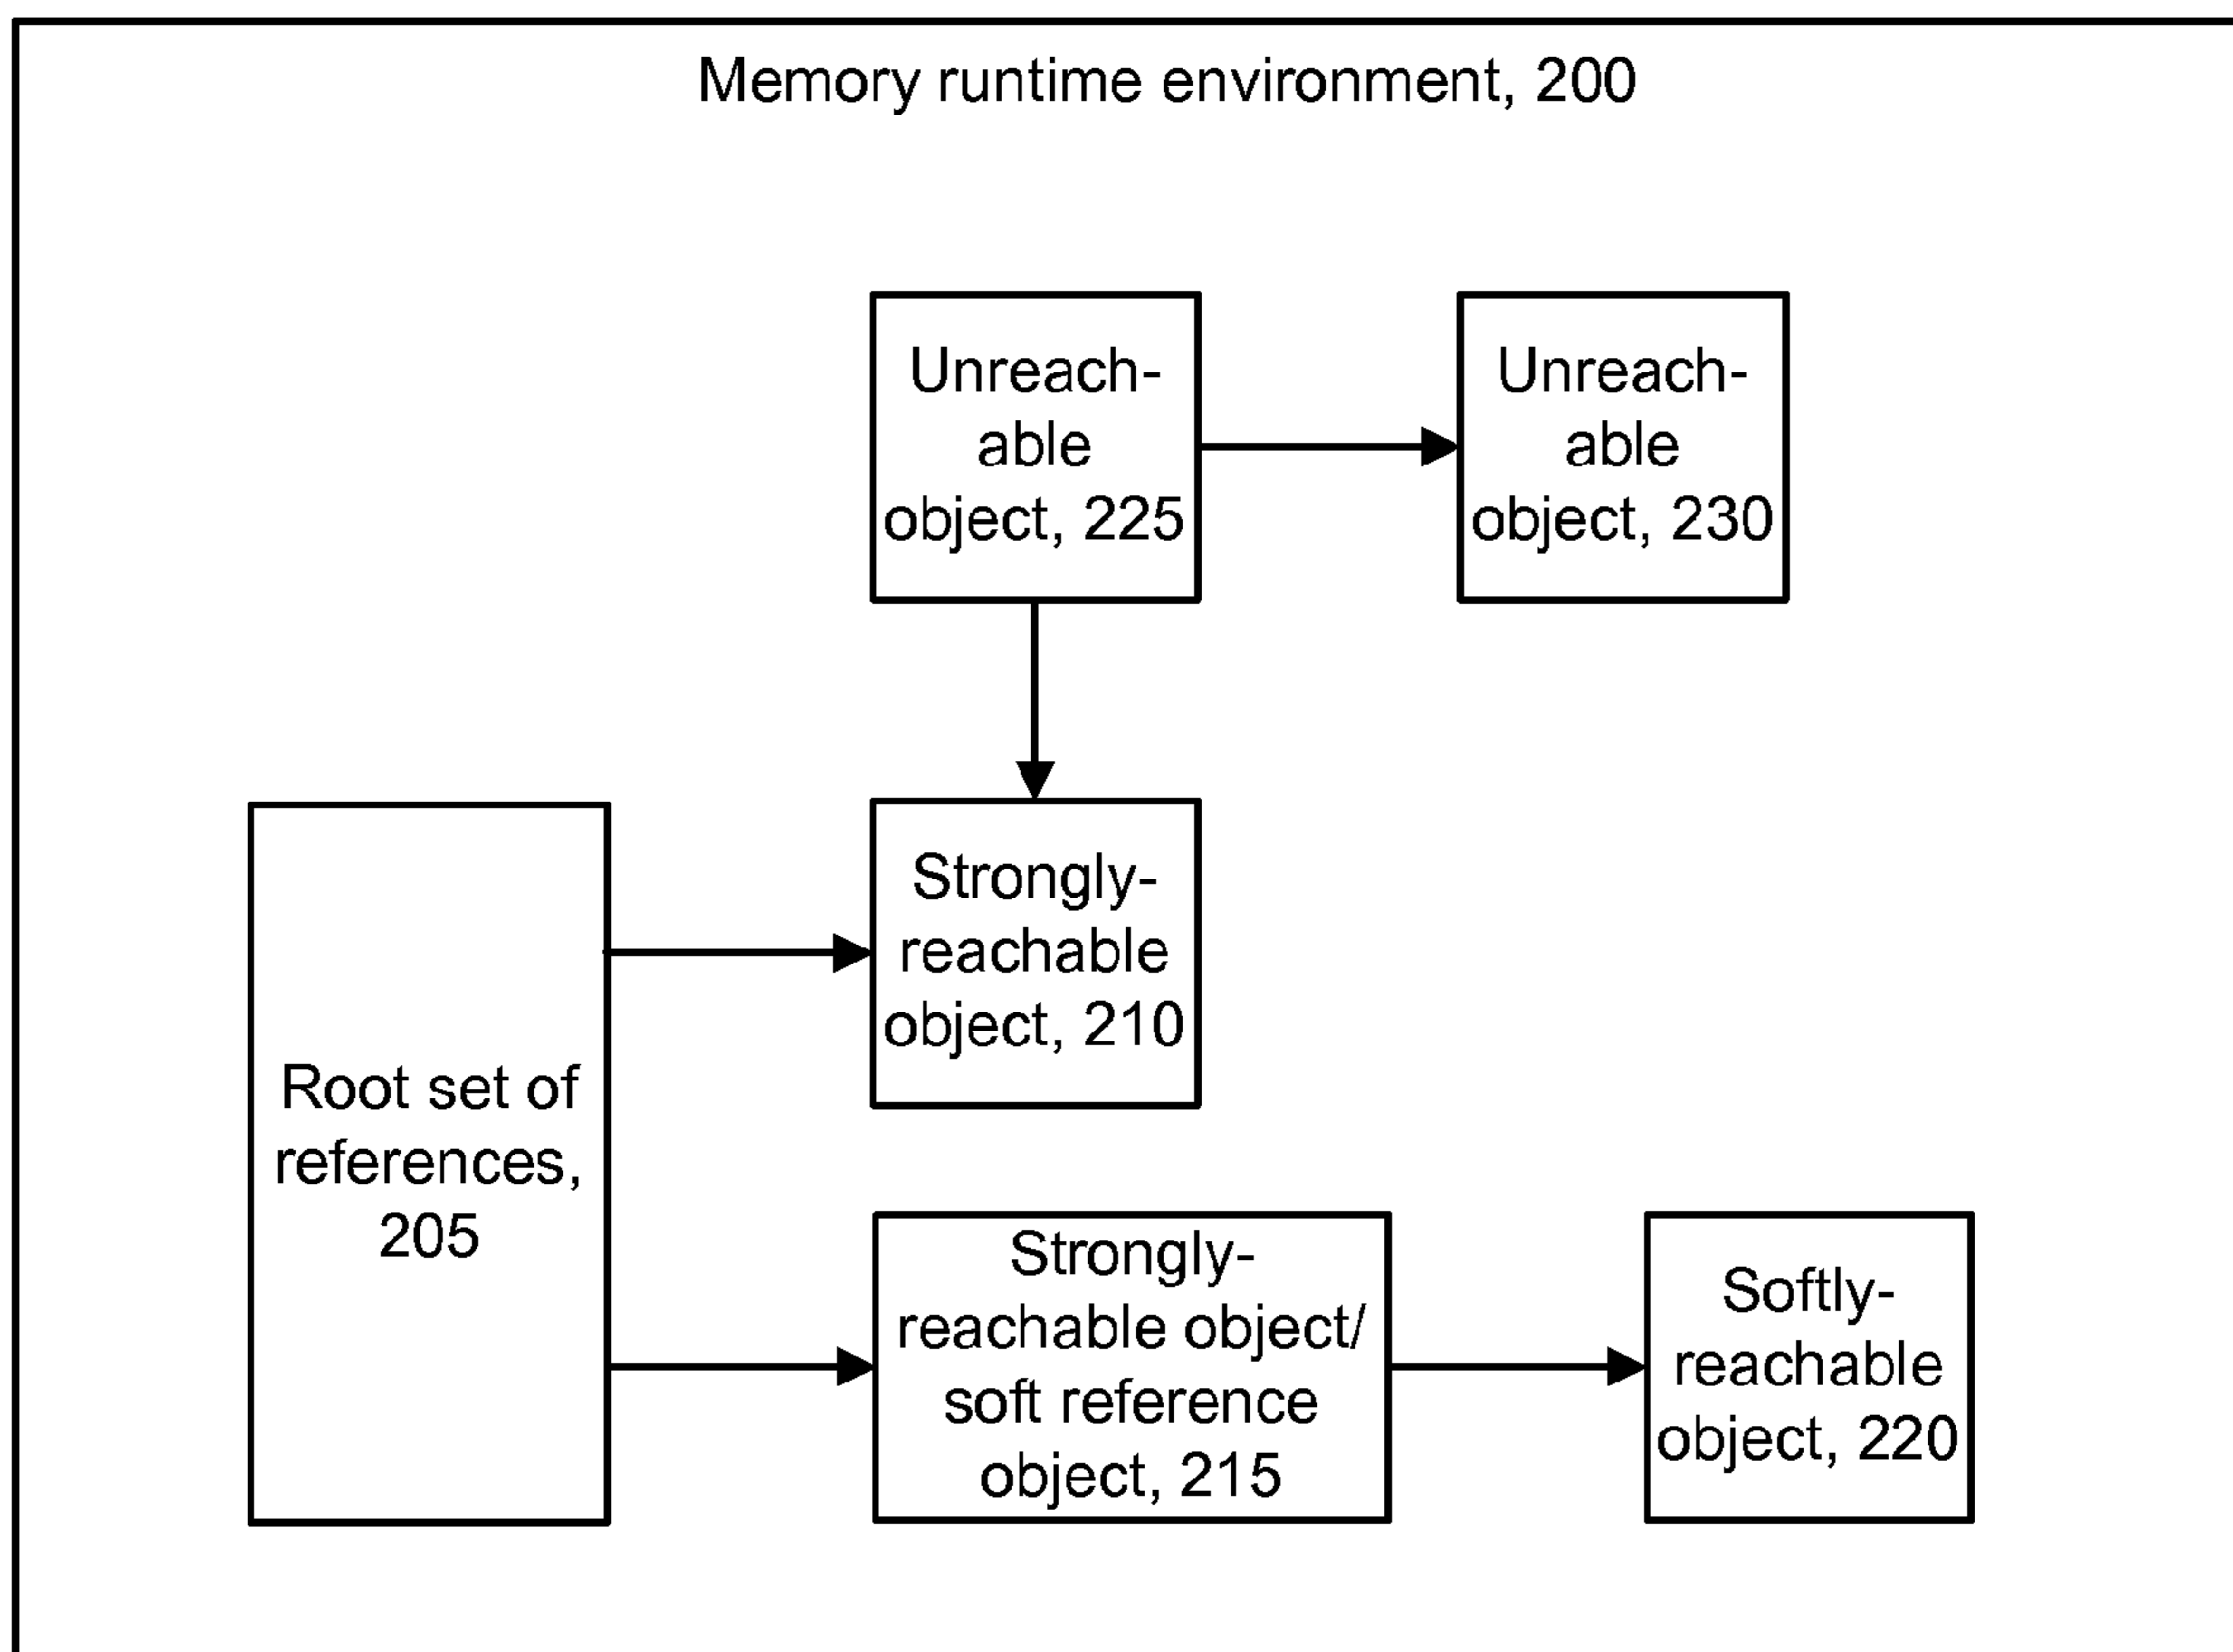 Memory runtime environment, 200
Unreach-
able
object, 225
Unreach-
able
object, 230
Strongly-
reachable
object, 210
Root set of
references,
205
Strongly-
reachable object/
soft reference
object, 215
Softly-
reachable
object, 220